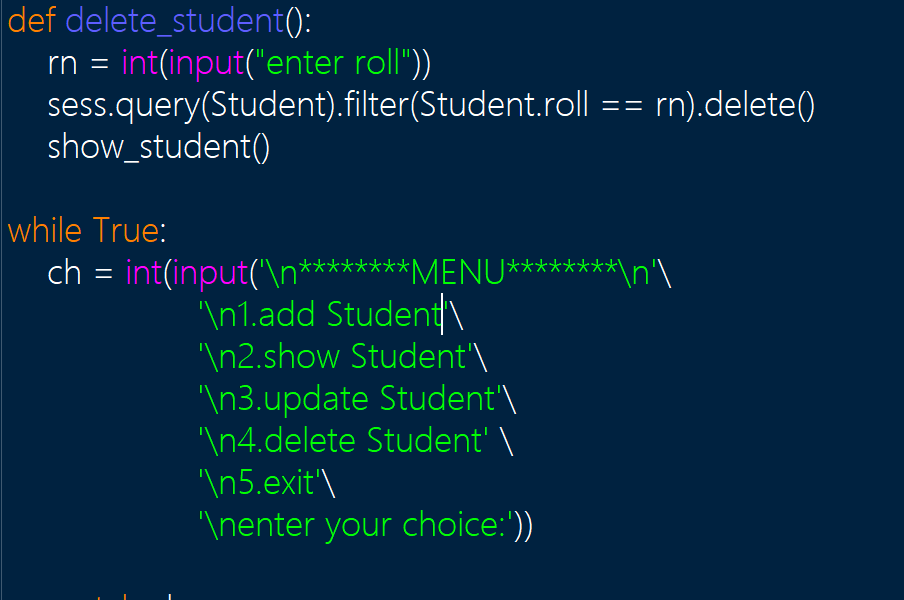 def delete_student():
    rn = int(input("enter roll"))
    sess.query(Student).filter(Student.roll == rn).delete()
    show_student()
while True:
    ch = int(input('\n********MENU********\n'\
                '\n1.add Student'\
                '\n2.show Student'\
                '\n3.update Student'\
                '\n4.delete Student' \
                '\n5.exit'\
                '\nenter your choice:'))